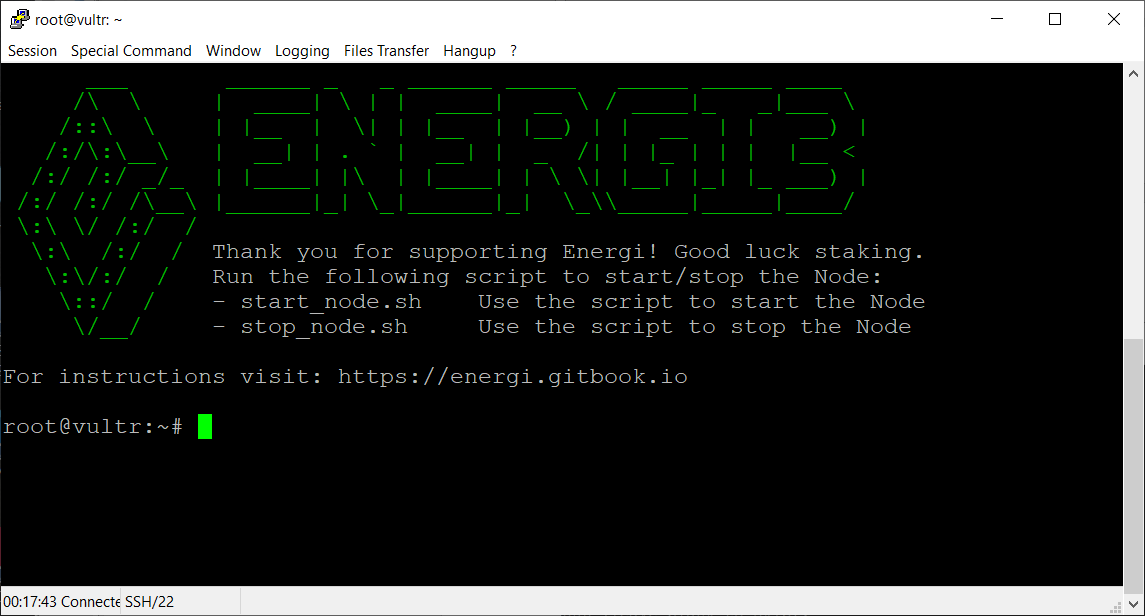 root@vultr: ~
Session Special Command Window Logging Files Transfer Hangup ?
ENERGI3
Thank you for supporting Energi! Good luck staking.
Run the following script to start/stop the Node:
- start_node.sh Use the script to start the Node
- stop_node.sh Use the script to stop the Node
For instructions visit: https://energi.gitbook.io
root@vultr:~#
00:17:43 Connecte SSH/22